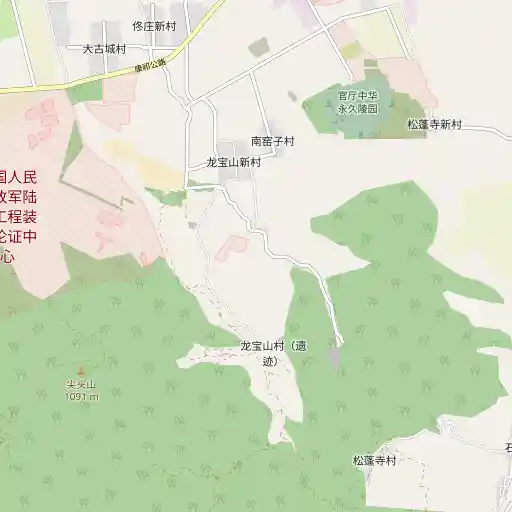 佟庄新村
大古城村
康祁公路
官厅中华
永久陵园
松蓬寺新村
南窑子村
龙宝山新村
国人民
放军陆
工程装
论证中
心
龙宝山村（遗
迹）
尖头山
1091 m
松蓬寺村
石